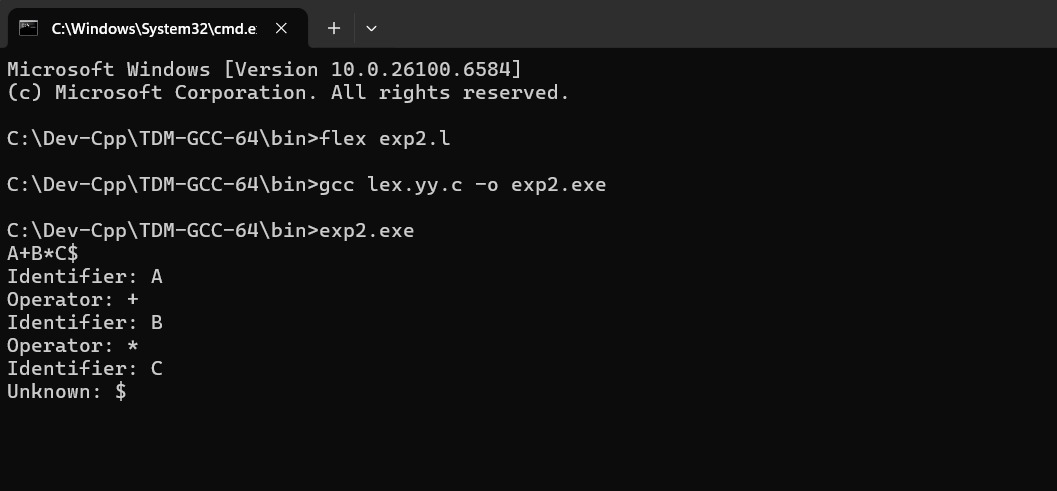 C:\Windows\System32\cmd.e
Microsoft Windows [Version 10.0.26100.6584]
(c) Microsoft Corporation. All rights reserved.
C:\Dev-Cpp\TDM-GCC-64\bin>flex exp2.l
C:\Dev-Cpp\TDM-GCC-64\bin>gcc lex.yy.c -o exp2.exe
C:\Dev-Cpp\TDM-GCC-64\bin>exp2.exe
A+B*C$
Identifier: A
Operator: +
Identifier: B
Operator: *
Identifier: C
Unknown: $